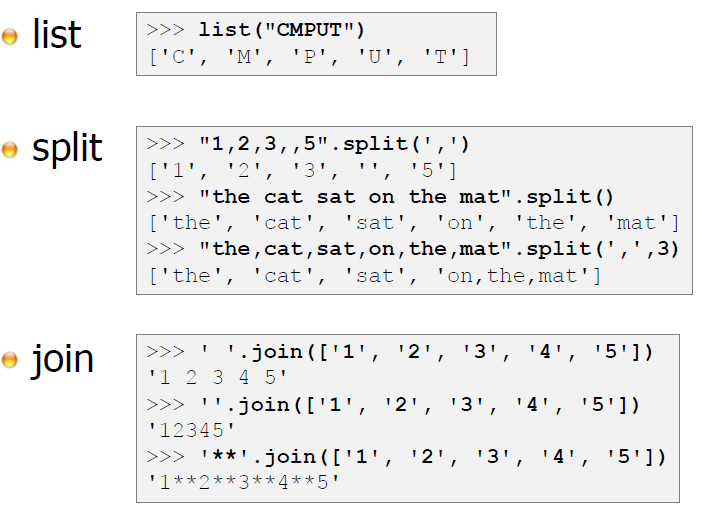 list
>>> list("CMPUT")
['C', 'M', 'P', 'U', 'T']
split
>>> "1,2,3,,5".split(',')
['1', '2', '3', '', '5']
>>> "the cat sat on the mat".split()
['the', 'cat', 'sat', 'on', 'the', 'mat']
>>> "the,cat,sat,on,the,mat".split(',',3)
['the', 'cat', 'sat', 'on,the,mat']
join
>>> ' '.join(['1', '2', '3', '4', '5'])
'1 2 3 4 5'
>>> ''.join(['1', '2', '3', '4', '5'])
'12345'
>>> '**'.join(['1', '2', '3', '4', '5'])
'1**2**3**4**5'